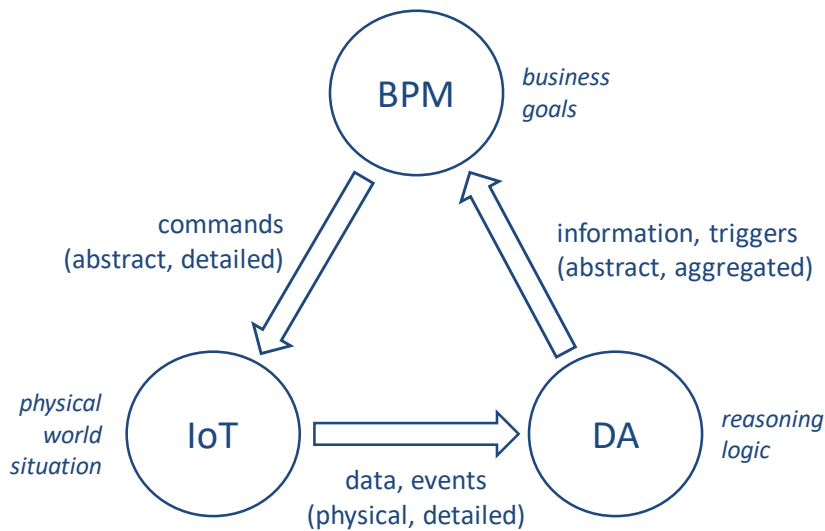 BPM
business
goals
commands
(abstract, detailed)
information, triggers
(abstract, aggregated)
physical
world
situation
IoT
DA
reasoning
logic
data, events
(physical, detailed)